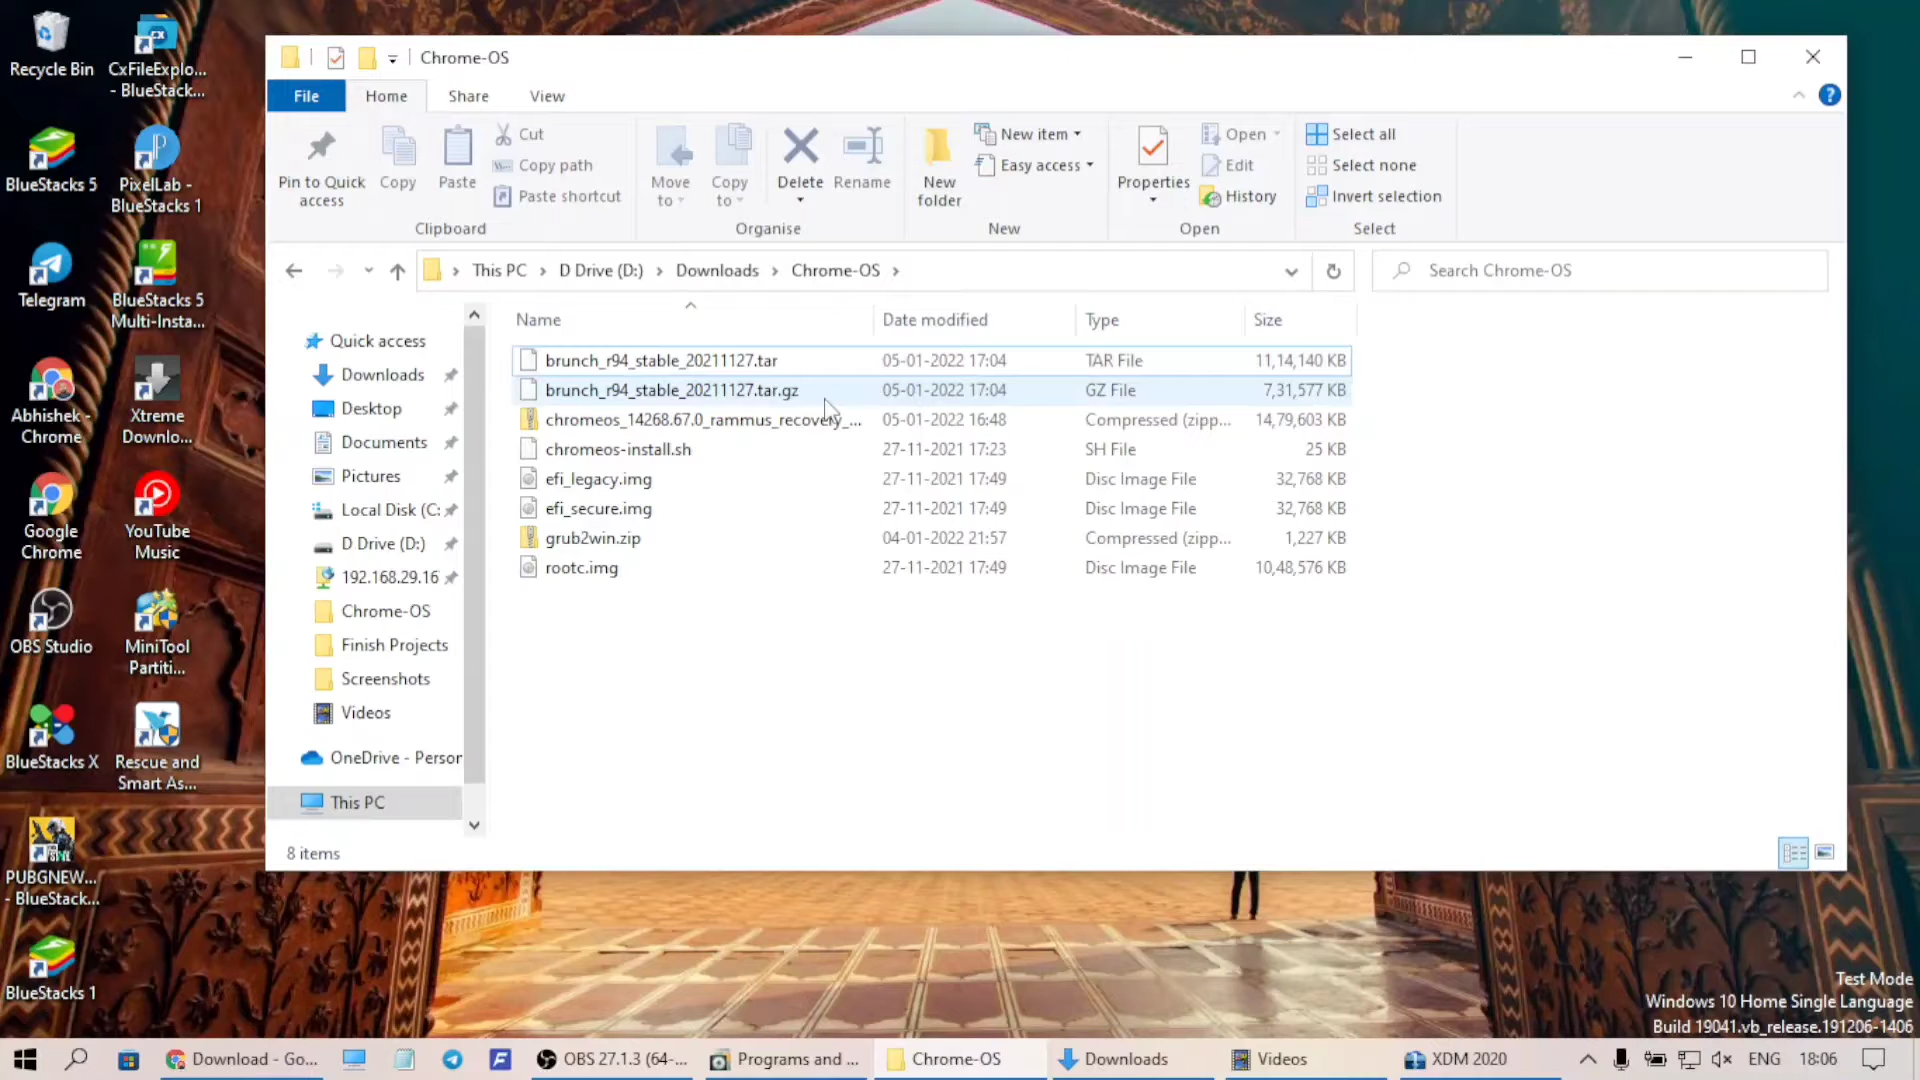 Recycle Bin
CxFileExplo...
- BlueStack...
BlueStacks 5
PixelLab -
BlueStacks 1
Telegram
BlueStacks 5
Multi-Insta...
Abhishek -
Chrome
Xtreme
Downlo...
Google
Chrome
YouTube
Music
OBS Studio
MiniTool
Partiti...
BlueStacks X
Rescue and
Smart As...
PUBGNEW...
- BlueStack...
BlueStacks 1
Chrome-OS
File
Home
Share
View
Pin to Quick
access
Copy
Paste
Cut
Copy path
Paste shortcut
Clipboard
Move
to
Copy
to
Delete
Rename
Organise
New
folder
New item
Easy access
New
Properties
Open
Edit
History
Open
Select all
Select none
Invert selection
Select
This PC > D Drive (D:) > Downloads > Chrome-OS >
Search Chrome-OS
Quick access
Downloads
Desktop
Documents
Pictures
Local Disk (C:
D Drive (D:)
192.168.29.16
Chrome-OS
Finish Projects
Screenshots
Videos
OneDrive - Person
This PC
Name Date modified Type Size
brunch_r94_stable_20211127.tar 05-01-2022 17:04 TAR File 11,14,140 KB
brunch_r94_stable_20211127.tar.gz 05-01-2022 17:04 GZ File 7,31,577 KB
chromeos_14268.67.0_rammus_recovery_... 05-01-2022 16:48 Compressed (zipp... 14,79,603 KB
chromeos-install.sh 27-11-2021 17:23 SH File 25 KB
efi_legacy.img 27-11-2021 17:49 Disc Image File 32,768 KB
efi_secure.img 27-11-2021 17:49 Disc Image File 32,768 KB
grub2win.zip 04-01-2022 21:57 Compressed (zipp... 1,227 KB
rootc.img 27-11-2021 17:49 Disc Image File 10,48,576 KB
8 items
Test Mode
Windows 10 Home Single Language
Build 19041.vb_release.191206-1406
Download - Go...
OBS 27.1.3 (64-...
Programs and ...
Chrome-OS
Downloads
Videos
XDM 2020
ENG
18:06